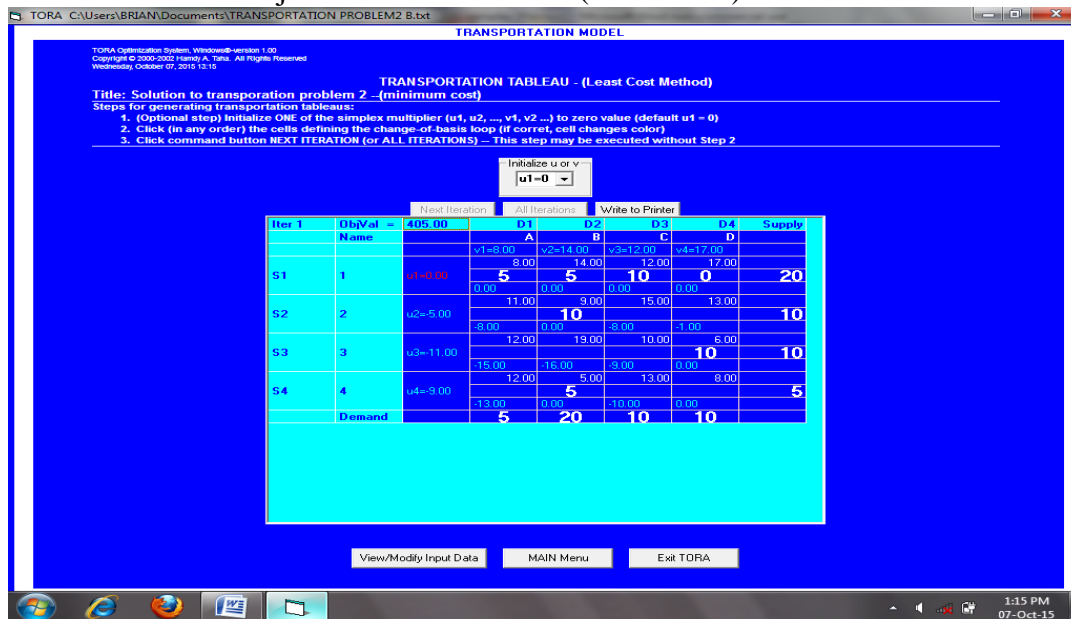 j
(
)
TORA C:\Users\BRIAN\Documents\TRANSPORTATION PROBLEM2 B.txt
TRANSPORTATION MODEL
TORA Optimization System, Windows®-version 1.00
Copyright © 2000-2002 Hamdy A. Taha. All Rights Reserved
Wednesday, October 07, 2015 13:15
TRANSPORTATION TABLEAU - (Least Cost Method)
Title: Solution to transporation problem 2 --(minimum cost)
Steps for generating transportation tableaus:
1. (Optional step) Initialize ONE of the simplex multiplier (u1, u2, ..., v1, v2 ...) to zero value (default u1 = 0)
2. Click (in any order) the cells defining the change-of-basis loop (if corret, cell changes color)
3. Click command button NEXT ITERATION (or ALL ITERATIONS) -- This step may be executed without Step 2
Initialize u or v
u1=0
Next Iteration All Iterations Write to Printer
Iter 1 ObjVal = 405.00 D1 D2 D3 D4 Supply
Name A B C D
v1=8.00 v2=14.00 v3=12.00 v4=17.00
8.00 14.00 12.00 17.00
S1 1 u1=0.00 5 5 10 0 20
0.00 0.00 0.00 0.00
11.00 9.00 15.00 13.00
S2 2 u2=-5.00 10 10
-8.00 0.00 -8.00 -1.00
12.00 19.00 10.00 6.00
S3 3 u3=-11.00 10 10
-15.00 -16.00 -9.00 0.00
12.00 5.00 13.00 8.00
S4 4 u4=-9.00 5 5
-13.00 0.00 -10.00 0.00
Demand 5 20 10 10
View/Modify Input Data MAIN Menu Exit TORA
1:15 PM
07-Oct-15